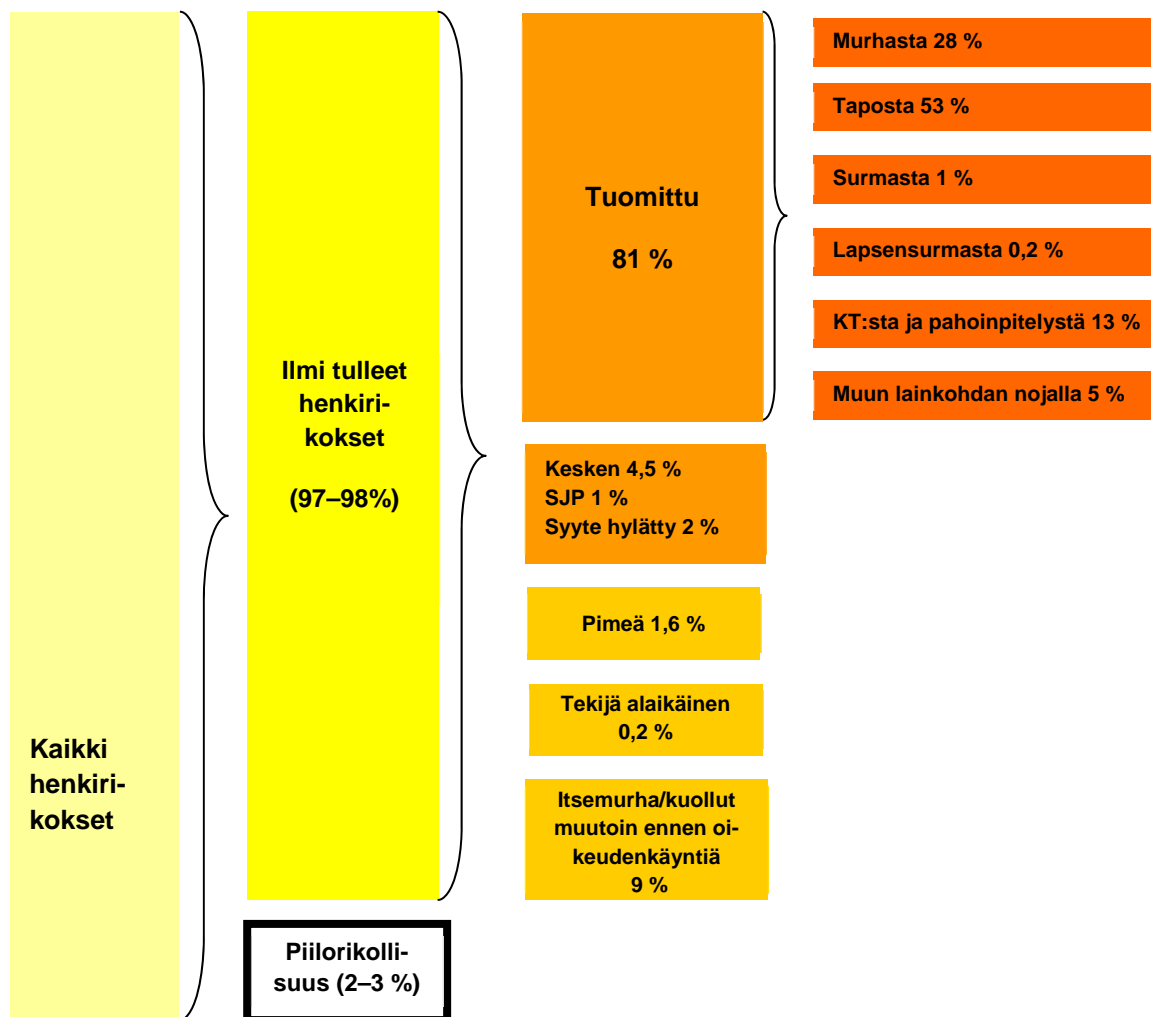 Kaikki
henkiri-
kokset
Ilmi tulleet
henkiri-
kokset
(97–98%)
Piilorikolli-
suus (2–3 %)
Tuomittu
81 %
Kesken 4,5 %
SJP 1 %
Syyte hylätty 2 %
Pimeä 1,6 %
Tekijä alaikäinen
0,2 %
Itsemurha/kuollut
muutoin ennen oi-
keudenkäyntiä
9 %
Murhasta 28 %
Taposta 53 %
Surmasta 1 %
Lapsensurmasta 0,2 %
KT:sta ja pahoinpitelystä 13 %
Muun lainkohdan nojalla 5 %